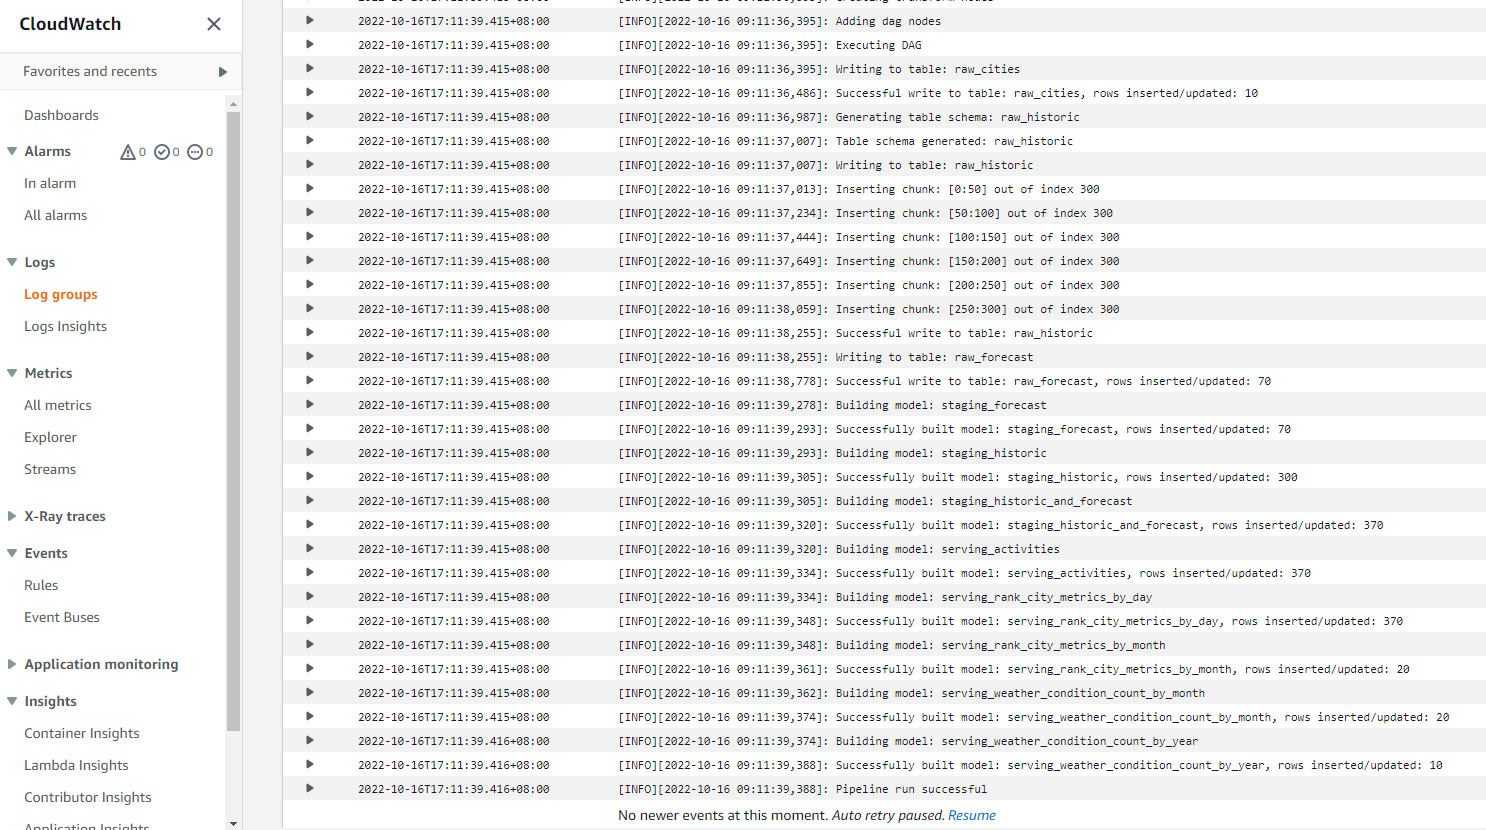 CloudWatch
Favorites and recents
Dashboards
Alarms 0 0 0
In alarm
All alarms
Logs
Log groups
Logs Insights
Metrics
All metrics
Explorer
Streams
X-Ray traces
Events
Rules
Event Buses
Application monitoring
Insights
Container Insights
Lambda Insights
Contributor Insights
Application Insights
2022-10-16T17:11:39.415+08:00 [INFO][2022-10-16 09:11:36,395]: Adding dag nodes
2022-10-16T17:11:39.415+08:00 [INFO][2022-10-16 09:11:36,395]: Executing DAG
2022-10-16T17:11:39.415+08:00 [INFO][2022-10-16 09:11:36,395]: Writing to table: raw_cities
2022-10-16T17:11:39.415+08:00 [INFO][2022-10-16 09:11:36,486]: Successful write to table: raw_cities, rows inserted/updated: 10
2022-10-16T17:11:39.415+08:00 [INFO][2022-10-16 09:11:36,987]: Generating table schema: raw_historic
2022-10-16T17:11:39.415+08:00 [INFO][2022-10-16 09:11:37,007]: Table schema generated: raw_historic
2022-10-16T17:11:39.415+08:00 [INFO][2022-10-16 09:11:37,007]: Writing to table: raw_historic
2022-10-16T17:11:39.415+08:00 [INFO][2022-10-16 09:11:37,013]: Inserting chunk: [0:50] out of index 300
2022-10-16T17:11:39.415+08:00 [INFO][2022-10-16 09:11:37,234]: Inserting chunk: [50:100] out of index 300
2022-10-16T17:11:39.415+08:00 [INFO][2022-10-16 09:11:37,444]: Inserting chunk: [100:150] out of index 300
2022-10-16T17:11:39.415+08:00 [INFO][2022-10-16 09:11:37,649]: Inserting chunk: [150:200] out of index 300
2022-10-16T17:11:39.415+08:00 [INFO][2022-10-16 09:11:37,855]: Inserting chunk: [200:250] out of index 300
2022-10-16T17:11:39.415+08:00 [INFO][2022-10-16 09:11:38,059]: Inserting chunk: [250:300] out of index 300
2022-10-16T17:11:39.415+08:00 [INFO][2022-10-16 09:11:38,255]: Successful write to table: raw_historic
2022-10-16T17:11:39.415+08:00 [INFO][2022-10-16 09:11:38,255]: Writing to table: raw_forecast
2022-10-16T17:11:39.415+08:00 [INFO][2022-10-16 09:11:38,778]: Successful write to table: raw_forecast, rows inserted/updated: 70
2022-10-16T17:11:39.415+08:00 [INFO][2022-10-16 09:11:39,278]: Building model: staging_forecast
2022-10-16T17:11:39.415+08:00 [INFO][2022-10-16 09:11:39,293]: Successfully built model: staging_forecast, rows inserted/updated: 70
2022-10-16T17:11:39.415+08:00 [INFO][2022-10-16 09:11:39,293]: Building model: staging_historic
2022-10-16T17:11:39.415+08:00 [INFO][2022-10-16 09:11:39,305]: Successfully built model: staging_historic, rows inserted/updated: 300
2022-10-16T17:11:39.415+08:00 [INFO][2022-10-16 09:11:39,305]: Building model: staging_historic_and_forecast
2022-10-16T17:11:39.415+08:00 [INFO][2022-10-16 09:11:39,320]: Successfully built model: staging_historic_and_forecast, rows inserted/updated: 370
2022-10-16T17:11:39.415+08:00 [INFO][2022-10-16 09:11:39,320]: Building model: serving_activities
2022-10-16T17:11:39.415+08:00 [INFO][2022-10-16 09:11:39,334]: Successfully built model: serving_activities, rows inserted/updated: 370
2022-10-16T17:11:39.415+08:00 [INFO][2022-10-16 09:11:39,334]: Building model: serving_rank_city_metrics_by_day
2022-10-16T17:11:39.415+08:00 [INFO][2022-10-16 09:11:39,348]: Successfully built model: serving_rank_city_metrics_by_day, rows inserted/updated: 370
2022-10-16T17:11:39.415+08:00 [INFO][2022-10-16 09:11:39,348]: Building model: serving_rank_city_metrics_by_month
2022-10-16T17:11:39.415+08:00 [INFO][2022-10-16 09:11:39,361]: Successfully built model: serving_rank_city_metrics_by_month, rows inserted/updated: 20
2022-10-16T17:11:39.415+08:00 [INFO][2022-10-16 09:11:39,362]: Building model: serving_weather_condition_count_by_month
2022-10-16T17:11:39.415+08:00 [INFO][2022-10-16 09:11:39,374]: Successfully built model: serving_weather_condition_count_by_month, rows inserted/updated: 20
2022-10-16T17:11:39.416+08:00 [INFO][2022-10-16 09:11:39,374]: Building model: serving_weather_condition_count_by_year
2022-10-16T17:11:39.416+08:00 [INFO][2022-10-16 09:11:39,388]: Successfully built model: serving_weather_condition_count_by_year, rows inserted/updated: 10
2022-10-16T17:11:39.416+08:00 [INFO][2022-10-16 09:11:39,388]: Pipeline run successful
No newer events at this moment. Auto retry paused. Resume